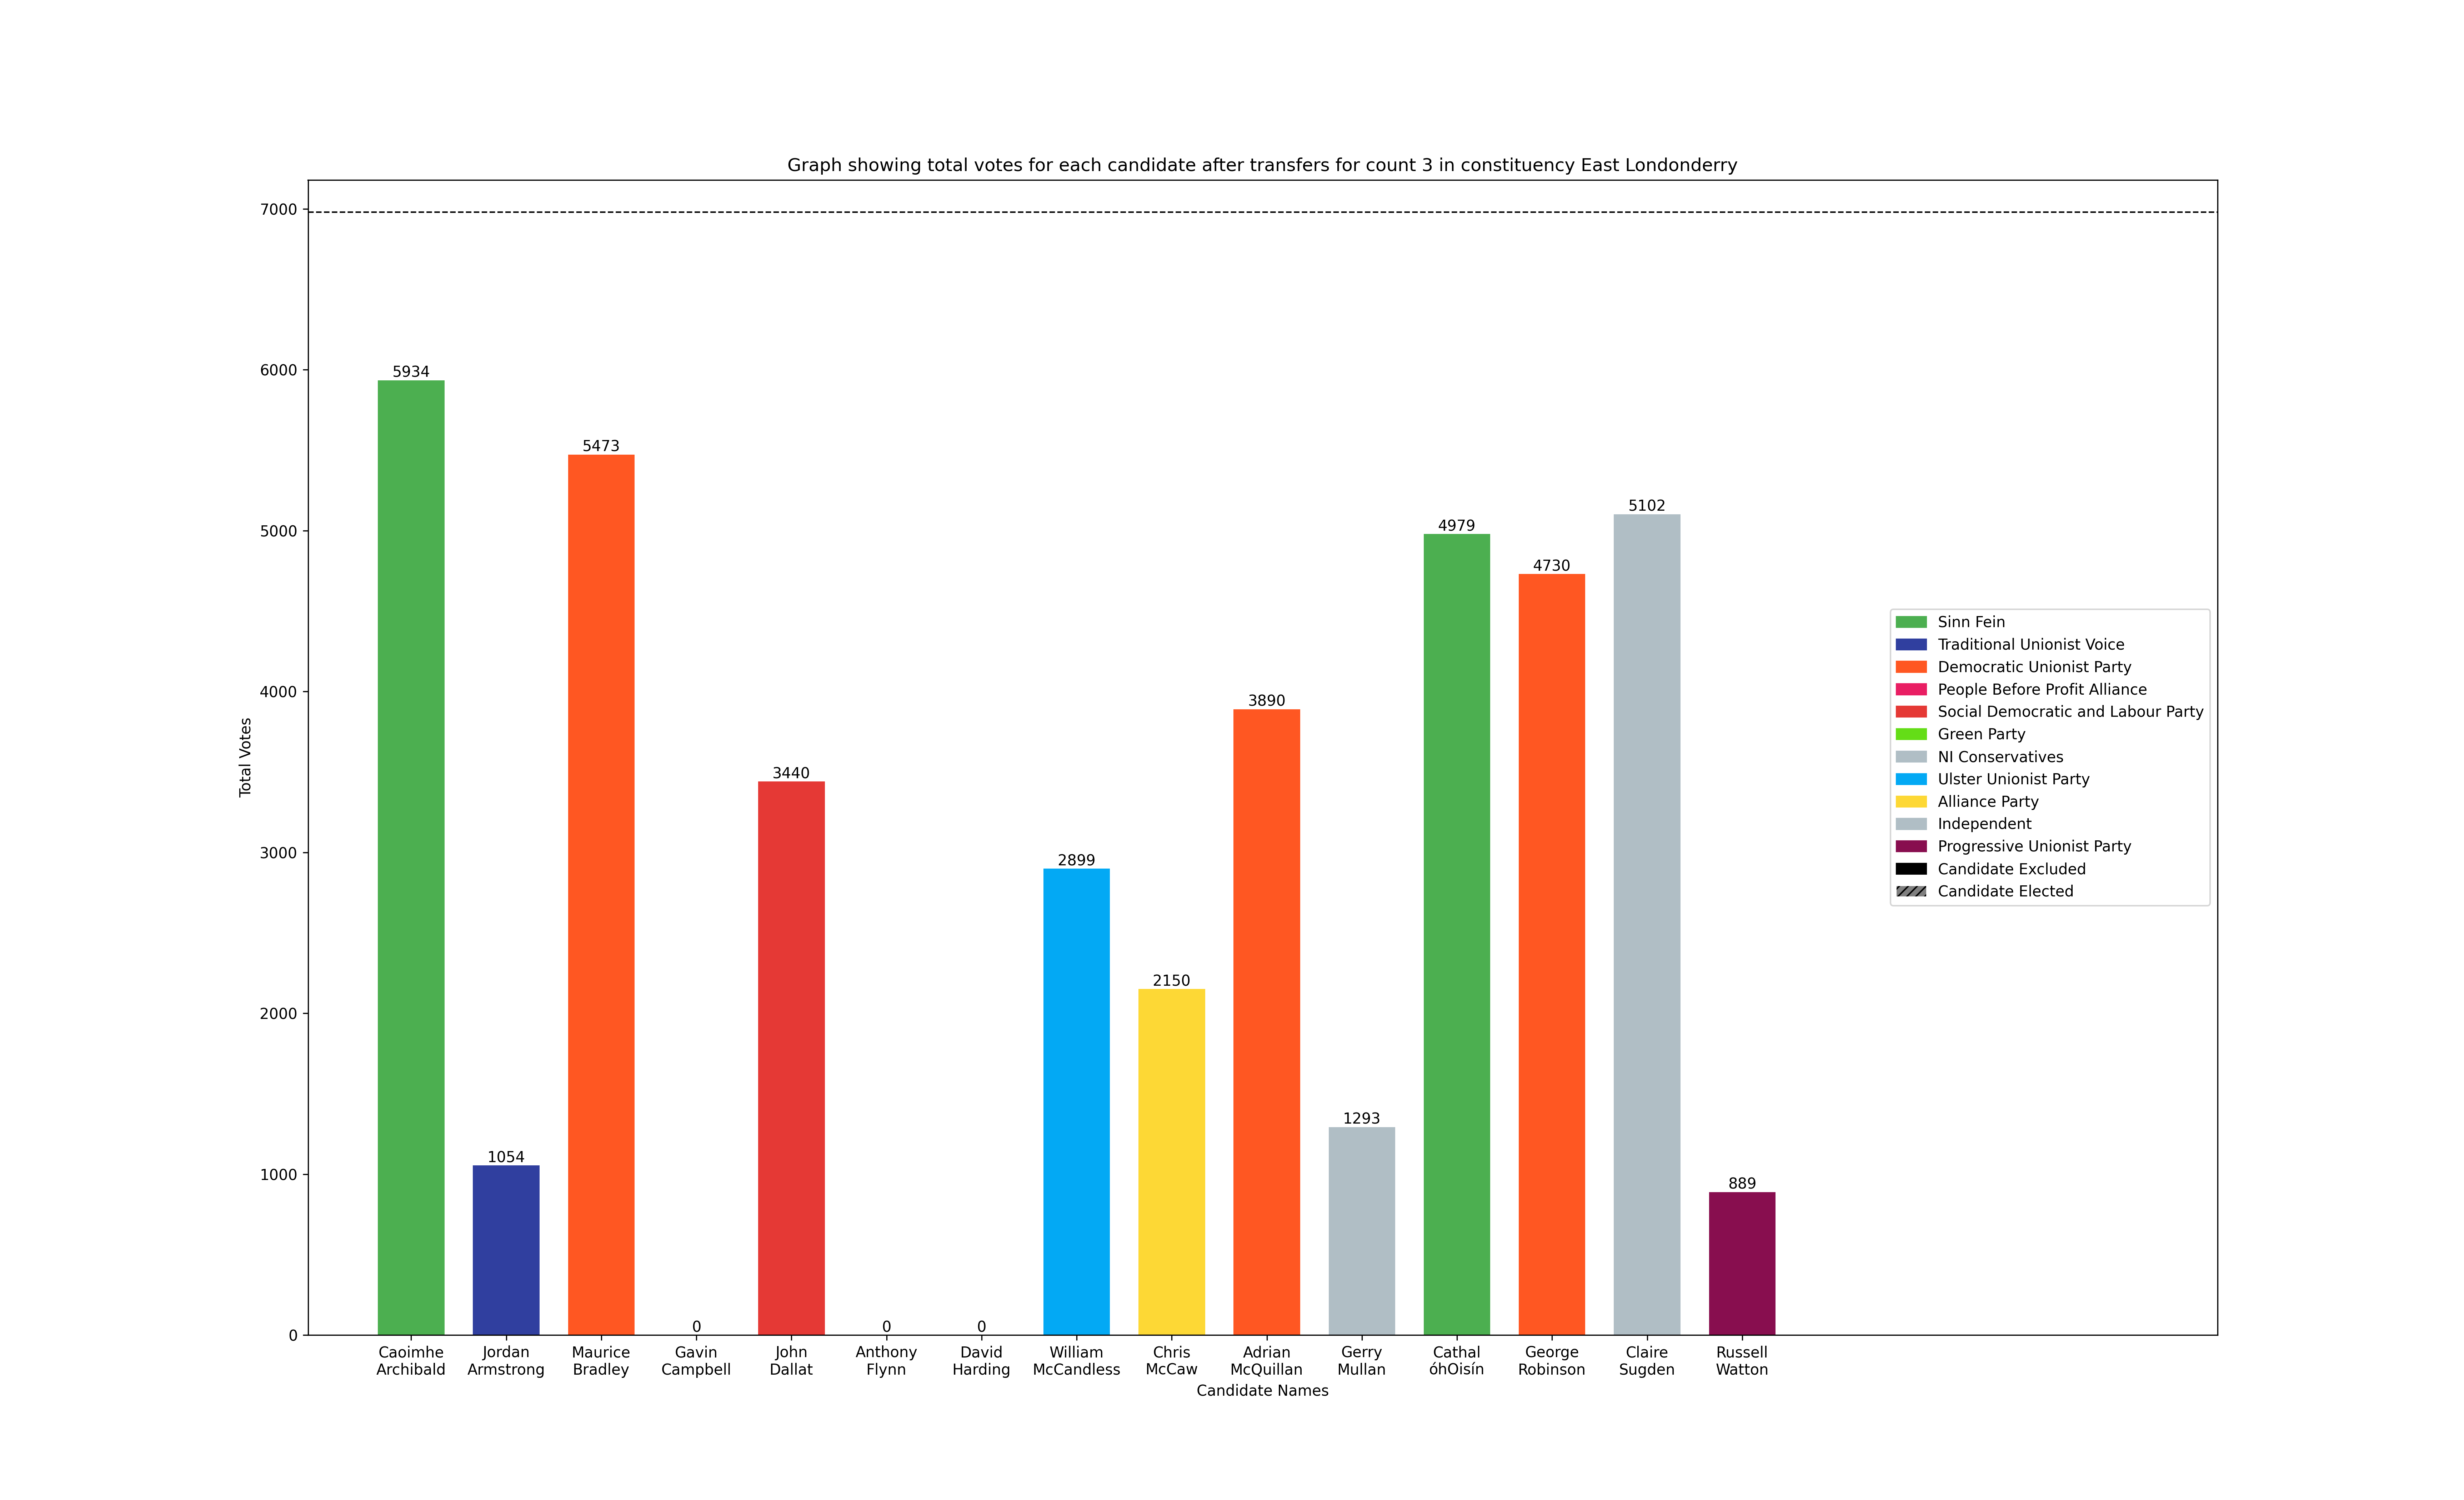 Graph showing total votes for each candidate after transfers for count 3 in constituency East Londonderry
7000
6000
5000
4000
3000
2000
1000
0
Total Votes
5934
1054
5473
0
3440
0
0
2899
2150
3890
1293
4979
4730
5102
889
Caoimhe
Archibald
Jordan
Armstrong
Maurice
Bradley
Gavin
Campbell
John
Dallat
Anthony
Flynn
David
Harding
William
McCandless
Chris
McCaw
Adrian
McQuillan
Gerry
Mullan
Cathal
óhOisín
George
Robinson
Claire
Sugden
Russell
Watton
Candidate Names
Sinn Fein
Traditional Unionist Voice
Democratic Unionist Party
People Before Profit Alliance
Social Democratic and Labour Party
Green Party
NI Conservatives
Ulster Unionist Party
Alliance Party
Independent
Progressive Unionist Party
Candidate Excluded
Candidate Elected